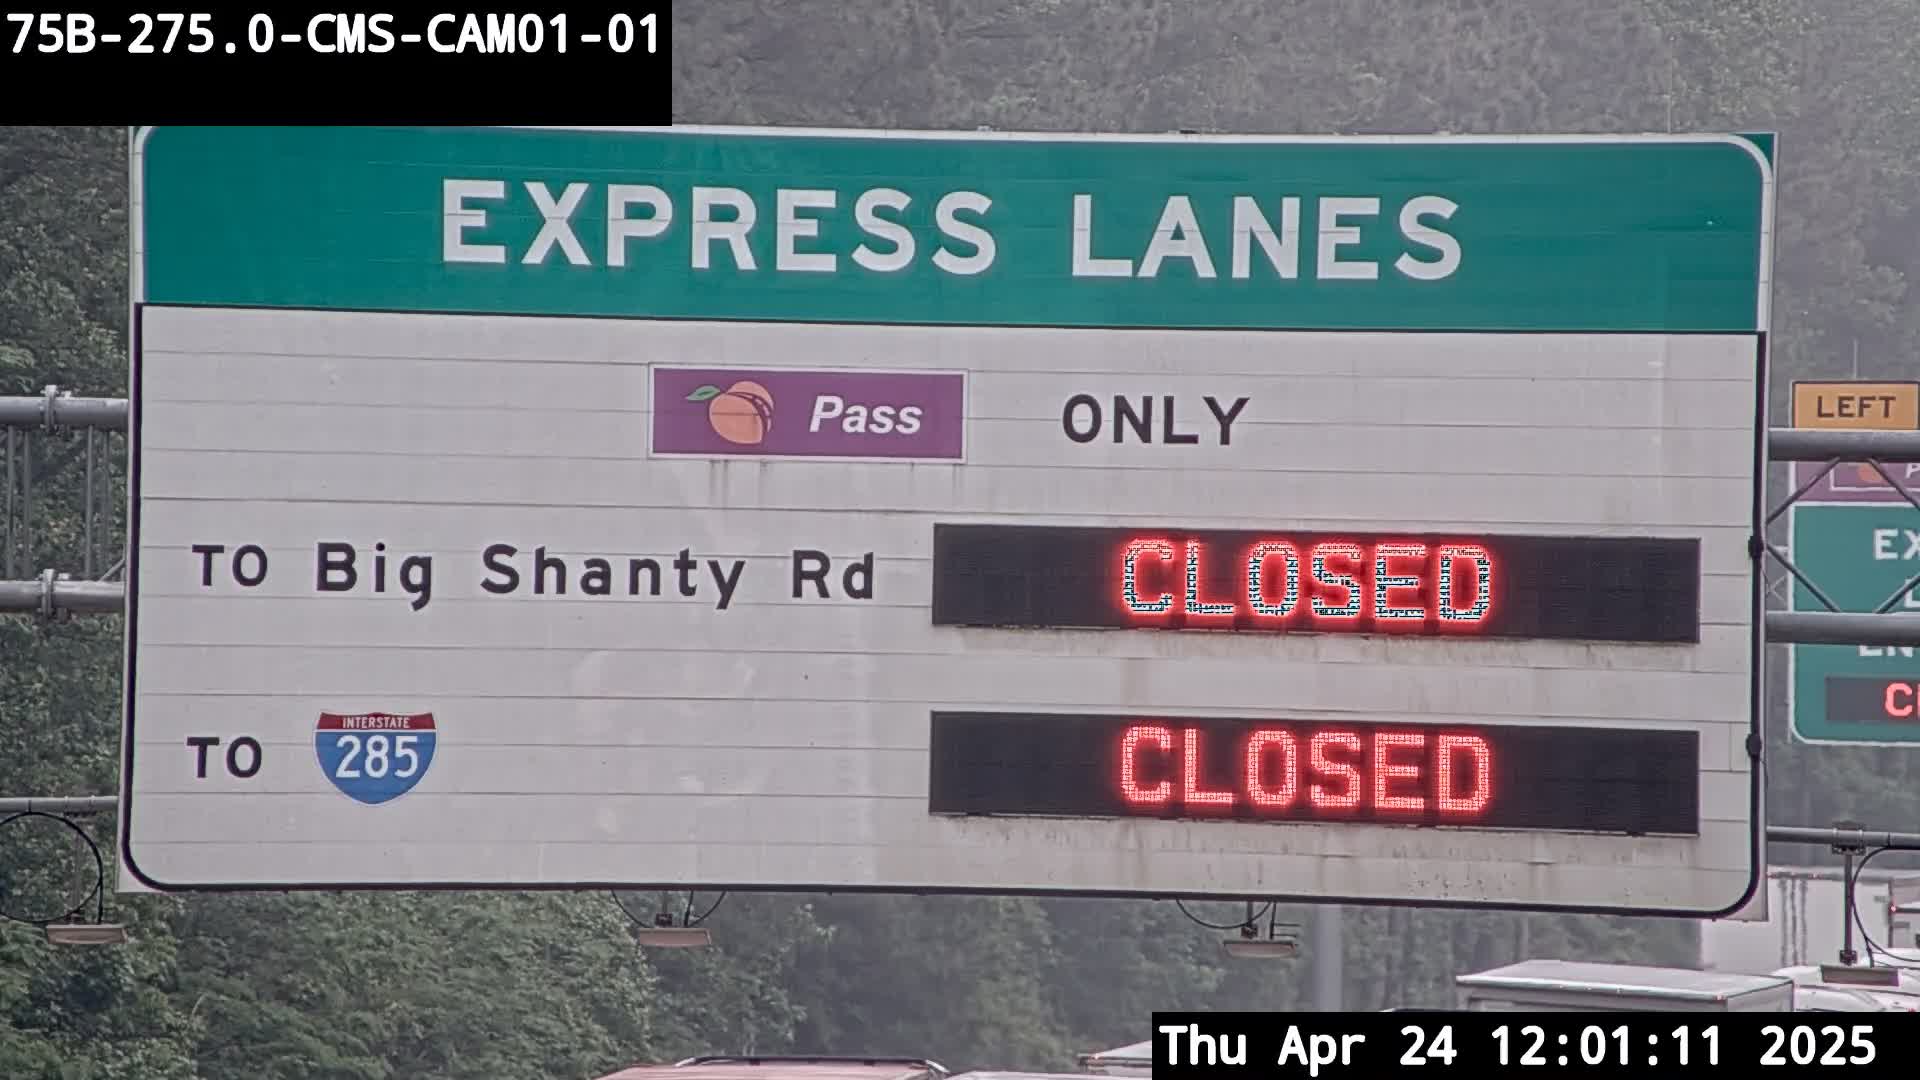 75B-275.0-CMS-CAM01-01
EXPRESS LANES
Pass ONLY
TO Big Shanty Rd CLOSED
TO INTERSTATE 285 CLOSED
LEFT
Thu Apr 24 12:01:11 2025